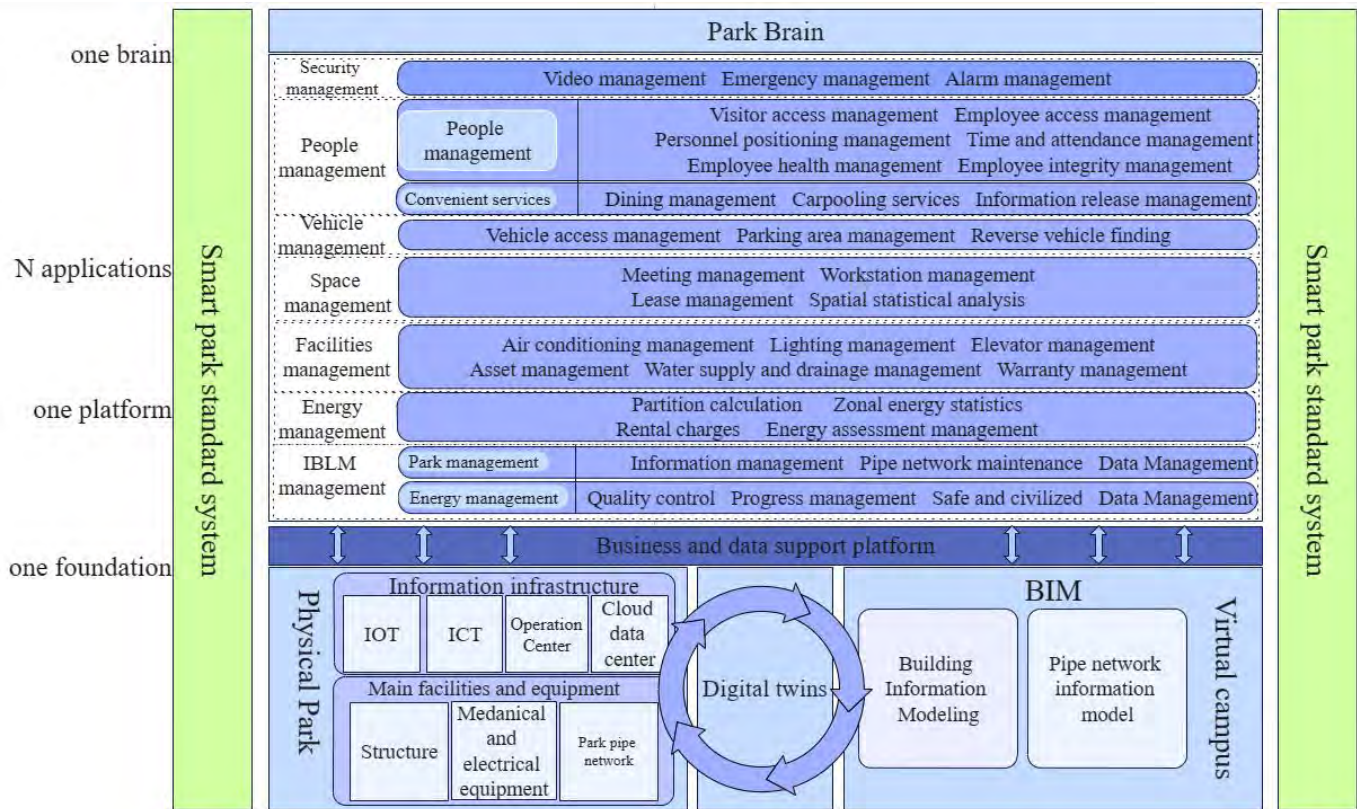 one brain
N applications
one platform
one foundation
Smart park standard system
Park Brain
Security
management
Video management Emergency management Alarm management
People
management
People
management
Visitor access management Employee access management
Personnel positioning management Time and attendance management
Employee health management Employee integrity management
Convenient services
Dining management Carpooling services Information release management
Vehicle
management
Vehicle access management Parking area management Reverse vehicle finding
Space
management
Meeting management Workstation management
Lease management Spatial statistical analysis
Facilities
management
Air conditioning management Lighting management Elevator management
Asset management Water supply and drainage management Warranty management
Energy
management
Partition calculation Zonal energy statistics
Rental charges Energy assessment management
IBLM
management
Park management
Information management Pipe network maintenance Data Management
Energy management
Quality control Progress management Safe and civilized Data Management
Business and data support platform
Physical Park
Information infrastructure
IOT
ICT
Operation
Center
Cloud
data
center
Main facilities and equipment
Structure
Medanical
and
electrical
equipment
Park pipe
network
Digital twins
BIM
Building
Information
Modeling
Pipe network
information
model
Virtual campus
Smart park standard system